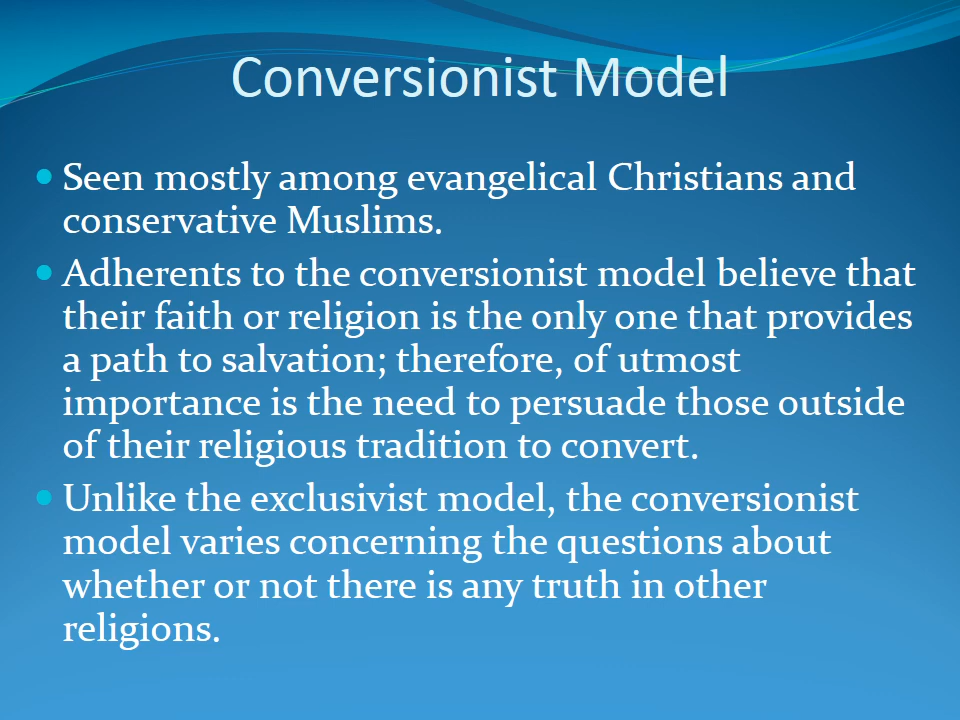 Conversionist Model
• Seen mostly among evangelical Christians and
conservative Muslims.
• Adherents to the conversionist model believe that
their faith or religion is the only one that provides
a path to salvation; therefore, of utmost
importance is the need to persuade those outside
of their religious tradition to convert.
• Unlike the exclusivist model, the conversionist
model varies concerning the questions about
whether or not there is any truth in other
religions.